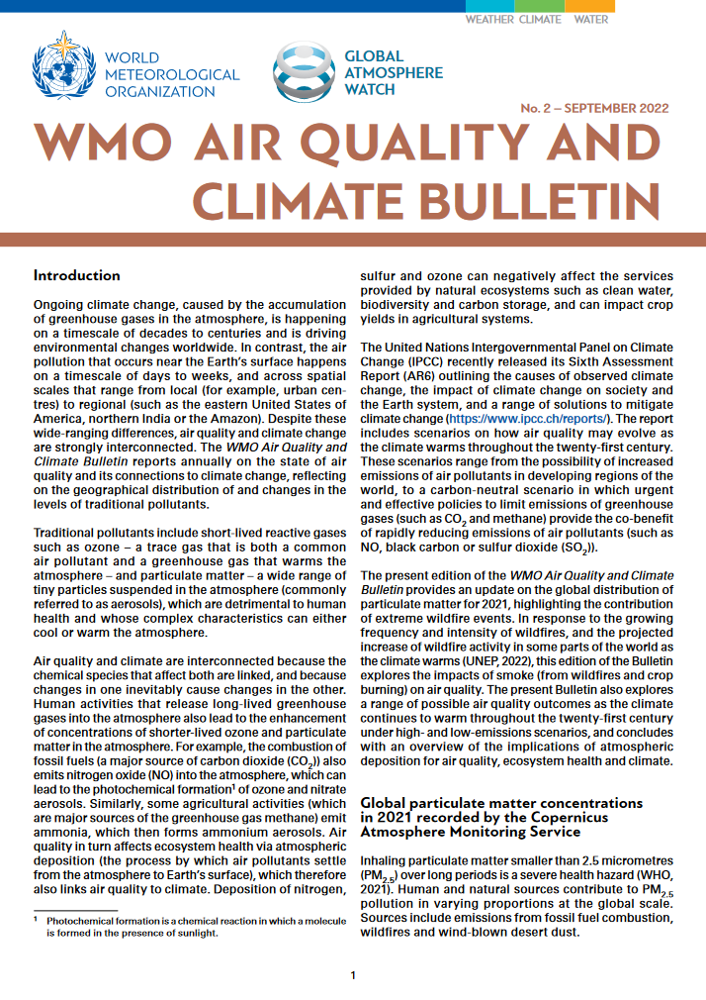 WEATHER CLIMATE WATER
WORLD
METEOROLOGICAL
ORGANIZATION
GLOBAL
ATMOSPHERE
WATCH
No. 2 – SEPTEMBER 2022
WMO AIR QUALITY AND
CLIMATE BULLETIN
Introduction
Ongoing climate change, caused by the accumulation
of greenhouse gases in the atmosphere, is happening
on a timescale of decades to centuries and is driving
environmental changes worldwide. In contrast, the air
pollution that occurs near the Earth’s surface happens
on a timescale of days to weeks, and across spatial
scales that range from local (for example, urban cen-
tres) to regional (such as the eastern United States of
America, northern India or the Amazon). Despite these
wide-ranging differences, air quality and climate change
are strongly interconnected. The WMO Air Quality and
Climate Bulletin reports annually on the state of air
quality and its connections to climate change, reflecting
on the geographical distribution of and changes in the
levels of traditional pollutants.
Traditional pollutants include short-lived reactive gases
such as ozone – a trace gas that is both a common
air pollutant and a greenhouse gas that warms the
atmosphere – and particulate matter – a wide range of
tiny particles suspended in the atmosphere (commonly
referred to as aerosols), which are detrimental to human
health and whose complex characteristics can either
cool or warm the atmosphere.
Air quality and climate are interconnected because the
chemical species that affect both are linked, and because
changes in one inevitably cause changes in the other.
Human activities that release long-lived greenhouse
gases into the atmosphere also lead to the enhancement
of concentrations of shorter-lived ozone and particulate
matter in the atmosphere. For example, the combustion of
fossil fuels (a major source of carbon dioxide (CO₂)) also
emits nitrogen oxide (NO) into the atmosphere, which can
lead to the photochemical formation¹ of ozone and nitrate
aerosols. Similarly, some agricultural activities (which
are major sources of the greenhouse gas methane) emit
ammonia, which then forms ammonium aerosols. Air
quality in turn affects ecosystem health via atmospheric
deposition (the process by which air pollutants settle
from the atmosphere to Earth’s surface), which therefore
also links air quality to climate. Deposition of nitrogen,
¹ Photochemical formation is a chemical reaction in which a molecule
is formed in the presence of sunlight.
sulfur and ozone can negatively affect the services
provided by natural ecosystems such as clean water,
biodiversity and carbon storage, and can impact crop
yields in agricultural systems.
The United Nations Intergovernmental Panel on Climate
Change (IPCC) recently released its Sixth Assessment
Report (AR6) outlining the causes of observed climate
change, the impact of climate change on society and
the Earth system, and a range of solutions to mitigate
climate change (https://www.ipcc.ch/reports/). The report
includes scenarios on how air quality may evolve as
the climate warms throughout the twenty-first century.
These scenarios range from the possibility of increased
emissions of air pollutants in developing regions of the
world, to a carbon-neutral scenario in which urgent
and effective policies to limit emissions of greenhouse
gases (such as CO₂ and methane) provide the co-benefit
of rapidly reducing emissions of air pollutants (such as
NO, black carbon or sulfur dioxide (SO₂)).
The present edition of the WMO Air Quality and Climate
Bulletin provides an update on the global distribution of
particulate matter for 2021, highlighting the contribution
of extreme wildfire events. In response to the growing
frequency and intensity of wildfires, and the projected
increase of wildfire activity in some parts of the world as
the climate warms (UNEP, 2022), this edition of the Bulletin
explores the impacts of smoke (from wildfires and crop
burning) on air quality. The present Bulletin also explores
a range of possible air quality outcomes as the climate
continues to warm throughout the twenty-first century
under high- and low-emissions scenarios, and concludes
with an overview of the implications of atmospheric
deposition for air quality, ecosystem health and climate.
Global particulate matter concentrations
in 2021 recorded by the Copernicus
Atmosphere Monitoring Service
Inhaling particulate matter smaller than 2.5 micrometres
(PM₂.₅) over long periods is a severe health hazard (WHO,
2021). Human and natural sources contribute to PM₂.₅
pollution in varying proportions at the global scale.
Sources include emissions from fossil fuel combustion,
wildfires and wind-blown desert dust.
1